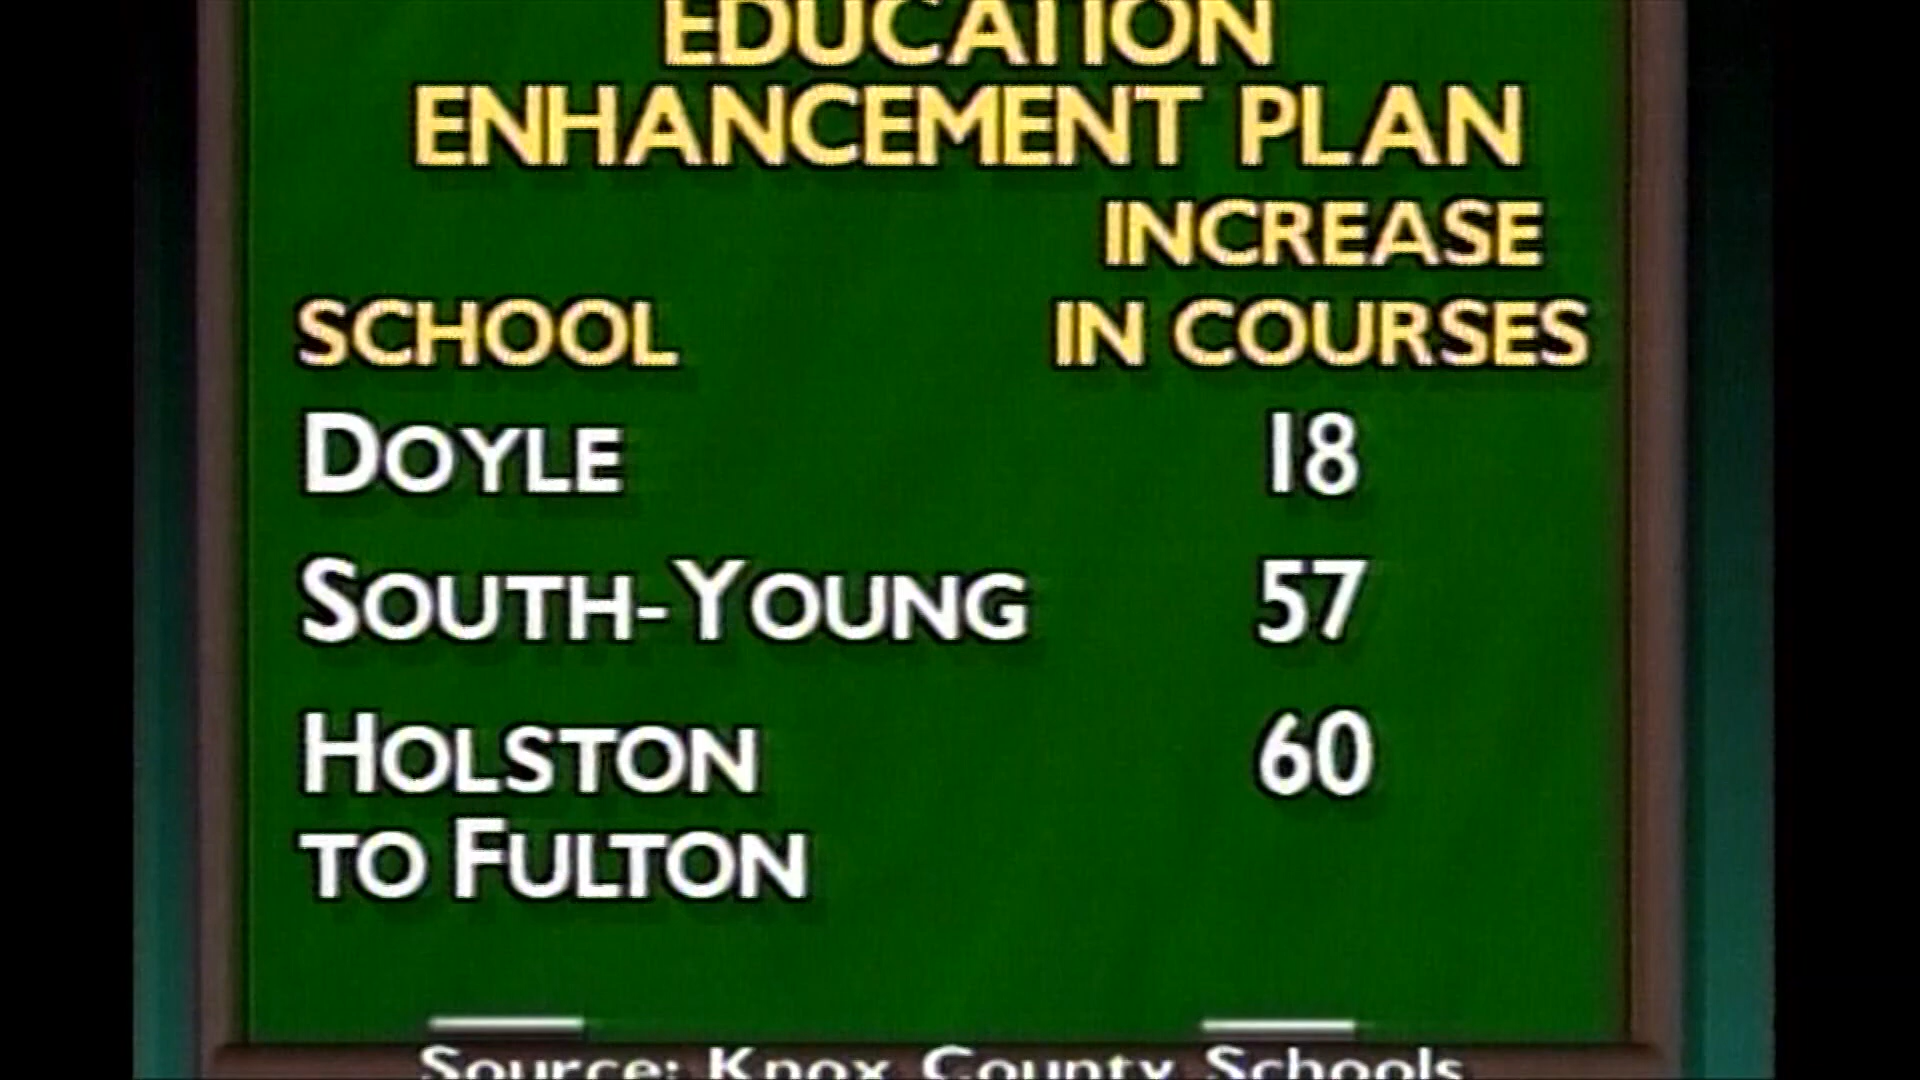 EDUCATION
ENHANCEMENT PLAN
INCREASE
SCHOOL IN COURSES
DOYLE 18
SOUTH-YOUNG 57
HOLSTON 60
TO FULTON
Source: Knox County Schools